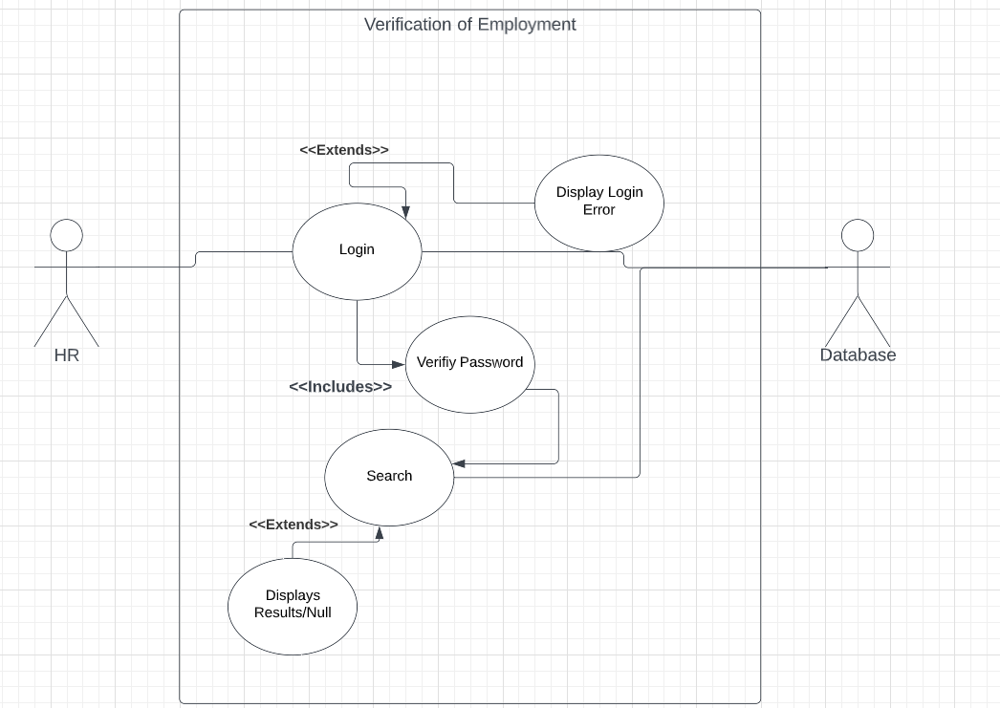 Verification of Employment
<<Extends>>
Display Login
Error
Login
HR
Database
Verifiy Password
<<Includes>>
Search
<<Extends>>
Displays
Results/Null